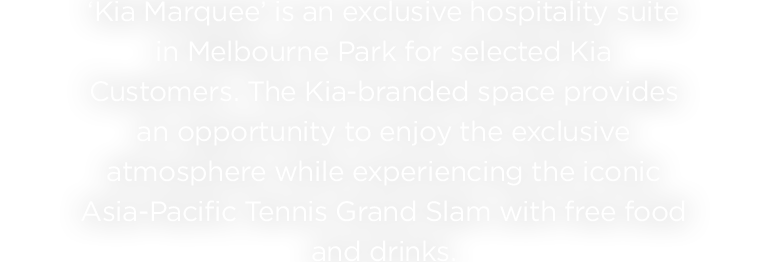 'Kia Marquee' is an exclusive hospitality suite
in Melbourne Park for selected Kia
Customers. The Kia-branded space provides
an opportunity to enjoy the exclusive
atmosphere while experiencing the iconic
Asia-Pacific Tennis Grand Slam with free food
and drinks.